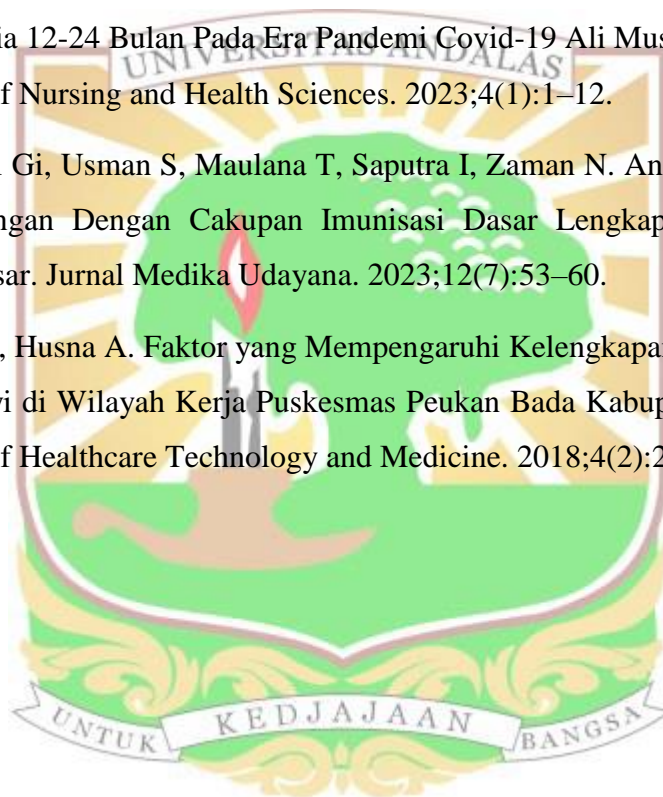 ia 12-24 Bulan Pada Era Pandemi Covid-19 Ali Mus
UNIVERSITAS ANDALAS
f Nursing and Health Sciences. 2023;4(1):1–12.
Gi, Usman S, Maulana T, Saputra I, Zaman N. An
ngan Dengan Cakupan Imunisasi Dasar Lengkap
sar. Jurnal Medika Udayana. 2023;12(7):53–60.
, Husna A. Faktor yang Mempengaruhi Kelengkapan
i di Wilayah Kerja Puskesmas Peukan Bada Kabup
f Healthcare Technology and Medicine. 2018;4(2):2
UNTUK KEDJAJAAN BANGSA